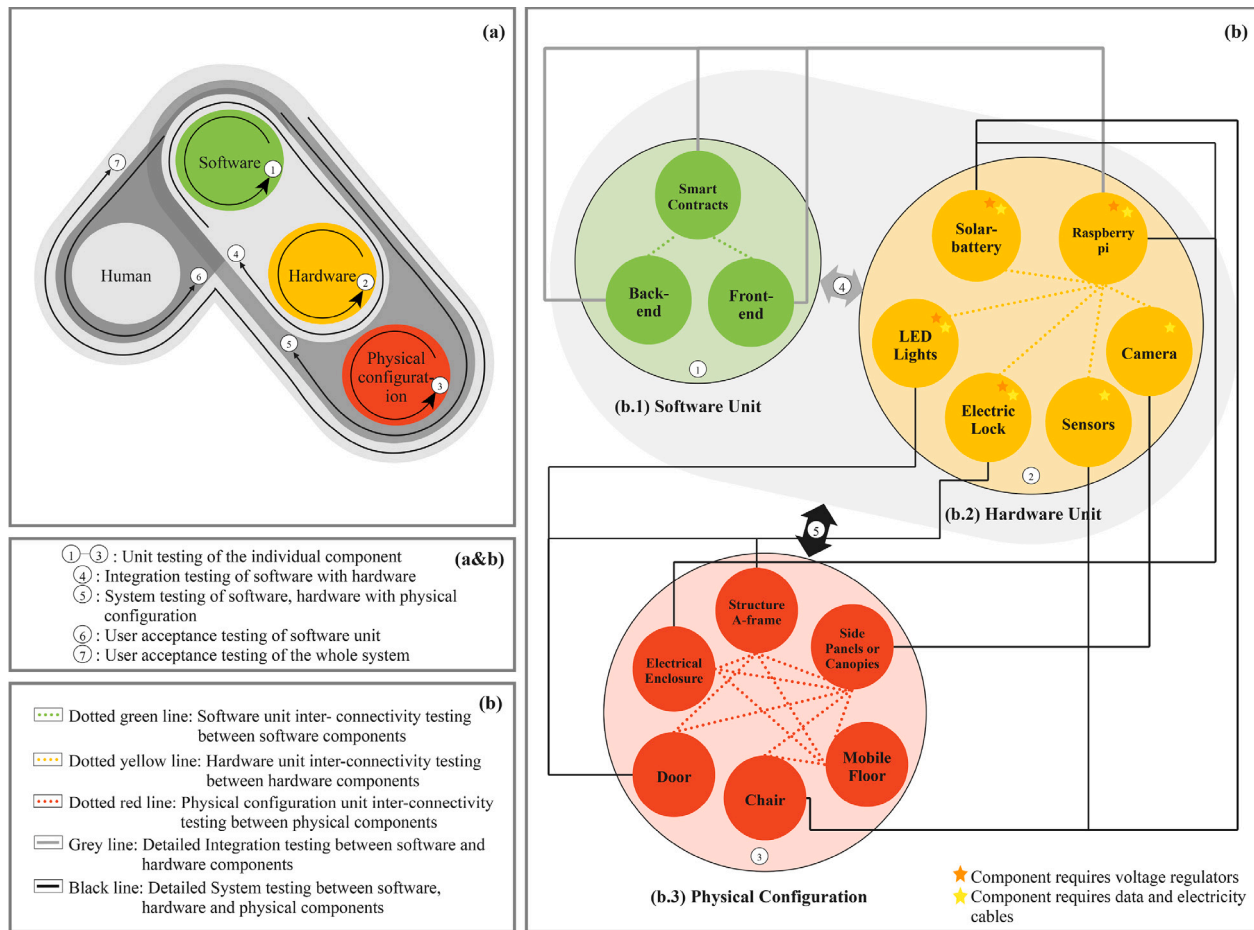 (a)
Software
1
7
4
Human
6
Hardware
2
5
Physical
configurat-
ion
3
(a&b)
1–3 : Unit testing of the individual component
4 : Integration testing of software with hardware
5 : System testing of software, hardware with physical
configuration
6 : User acceptance testing of software unit
7 : User acceptance testing of the whole system
(b)
Dotted green line: Software unit inter- connectivity testing
between software components
Dotted yellow line: Hardware unit inter-connectivity testing
between hardware components
Dotted red line: Physical configuration unit inter-connectivity
testing between physical components
Grey line: Detailed Integration testing between software and
hardware components
Black line: Detailed System testing between software,
hardware and physical components
(b)
Smart
Contracts
Back-
end
Front-
end
1
(b.1) Software Unit
4
Solar-
battery
Raspberry
pi
LED
Lights
Camera
Electric
Lock
Sensors
2
(b.2) Hardware Unit
5
Structure
A-frame
Side
Panels or
Canopies
Electrical
Enclosure
Door
Chair
Mobile
Floor
3
(b.3) Physical Configuration
Component requires voltage regulators
Component requires data and electricity
cables